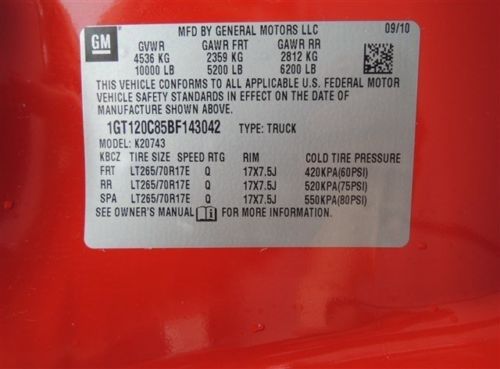 MFD BY GENERAL MOTORS LLC 09/10
GM GVWR GAWR FRT GAWR RR
4536 KG 2359 KG 2812 KG
10000 LB 5200 LB 6200 LB
THIS VEHICLE CONFORMS TO ALL APPLICABLE U.S. FEDERAL MOTOR
VEHICLE SAFETY STANDARDS IN EFFECT ON THE DATE OF
MANUFACTURE SHOWN ABOVE.
1GT120C85BF143042 TYPE: TRUCK
MODEL: K20743
KBCZ TIRE SIZE SPEED RTG RIM COLD TIRE PRESSURE
FRT LT265/70R17E Q 17X7.5J 420KPA(60PSI)
RR LT265/70R17E Q 17X7.5J 520KPA(75PSI)
SPA LT265/70R17E Q 17X7.5J 550KPA(80PSI)
SEE OWNER'S MANUAL FOR MORE INFORMATION.